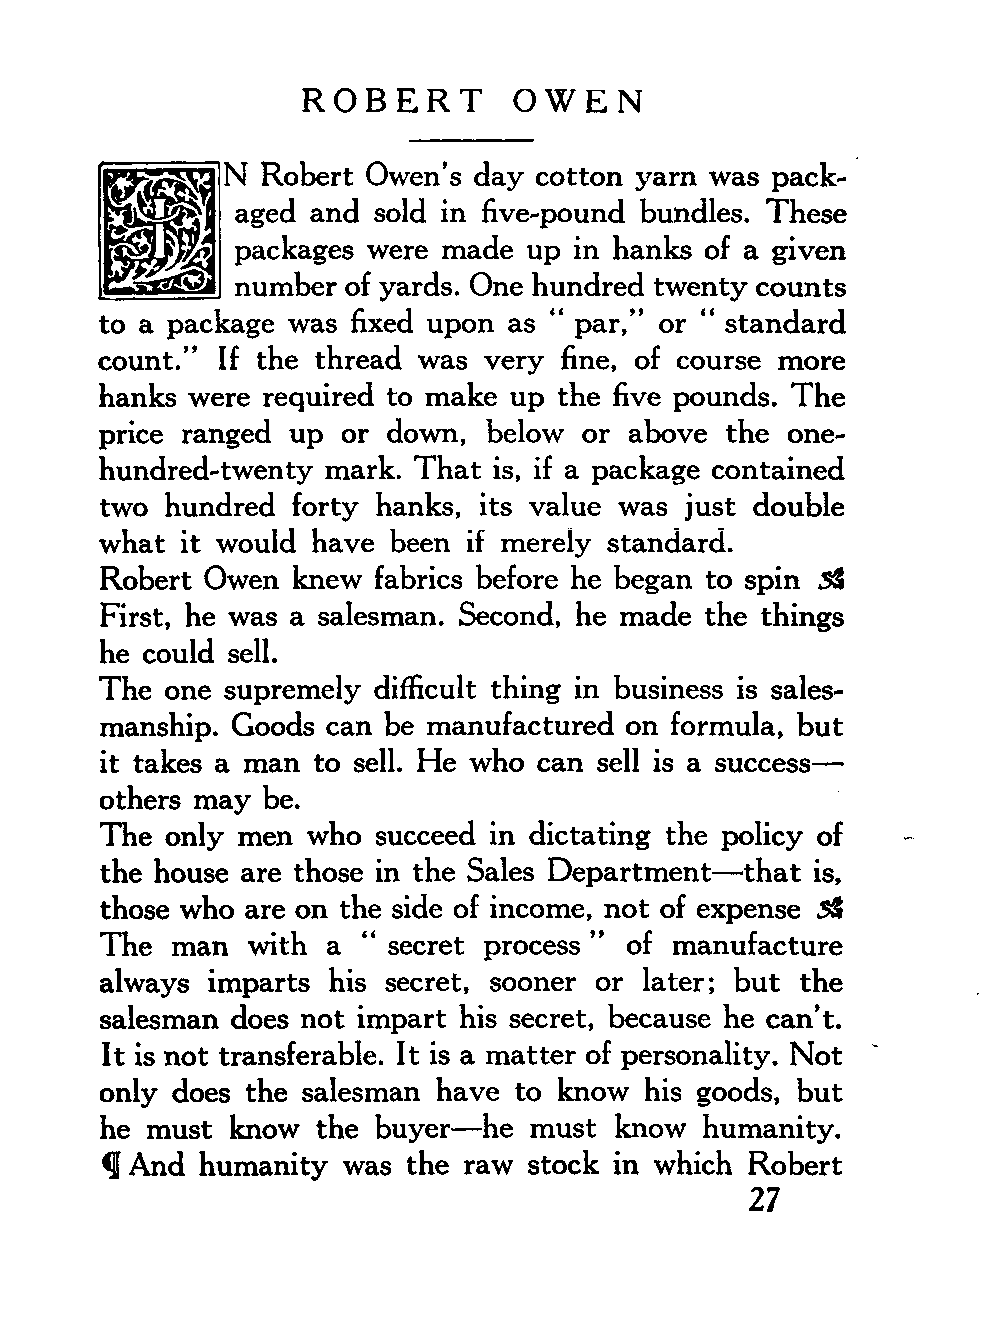 ROBERT OWEN
IN Robert Owen's day cotton yarn was pack-
aged and sold in five-pound bundles. These
packages were made up in hanks of a given
number of yards. One hundred twenty counts
to a package was fixed upon as “ par,” or “ standard
count.” If the thread was very fine, of course more
hanks were required to make up the five pounds. The
price ranged up or down, below or above the one-
hundred-twenty mark. That is, if a package contained
two hundred forty hanks, its value was just double
what it would have been if merely standard.
Robert Owen knew fabrics before he began to spin
First, he was a salesman. Second, he made the things
he could sell.
The one supremely difficult thing in business is sales-
manship. Goods can be manufactured on formula, but
it takes a man to sell. He who can sell is a success—
others may be.
The only men who succeed in dictating the policy of
the house are those in the Sales Department—that is,
those who are on the side of income, not of expense
The man with a “ secret process ” of manufacture
always imparts his secret, sooner or later; but the
salesman does not impart his secret, because he can't.
It is not transferable. It is a matter of personality. Not
only does the salesman have to know his goods, but
he must know the buyer—he must know humanity.
¶ And humanity was the raw stock in which Robert
27